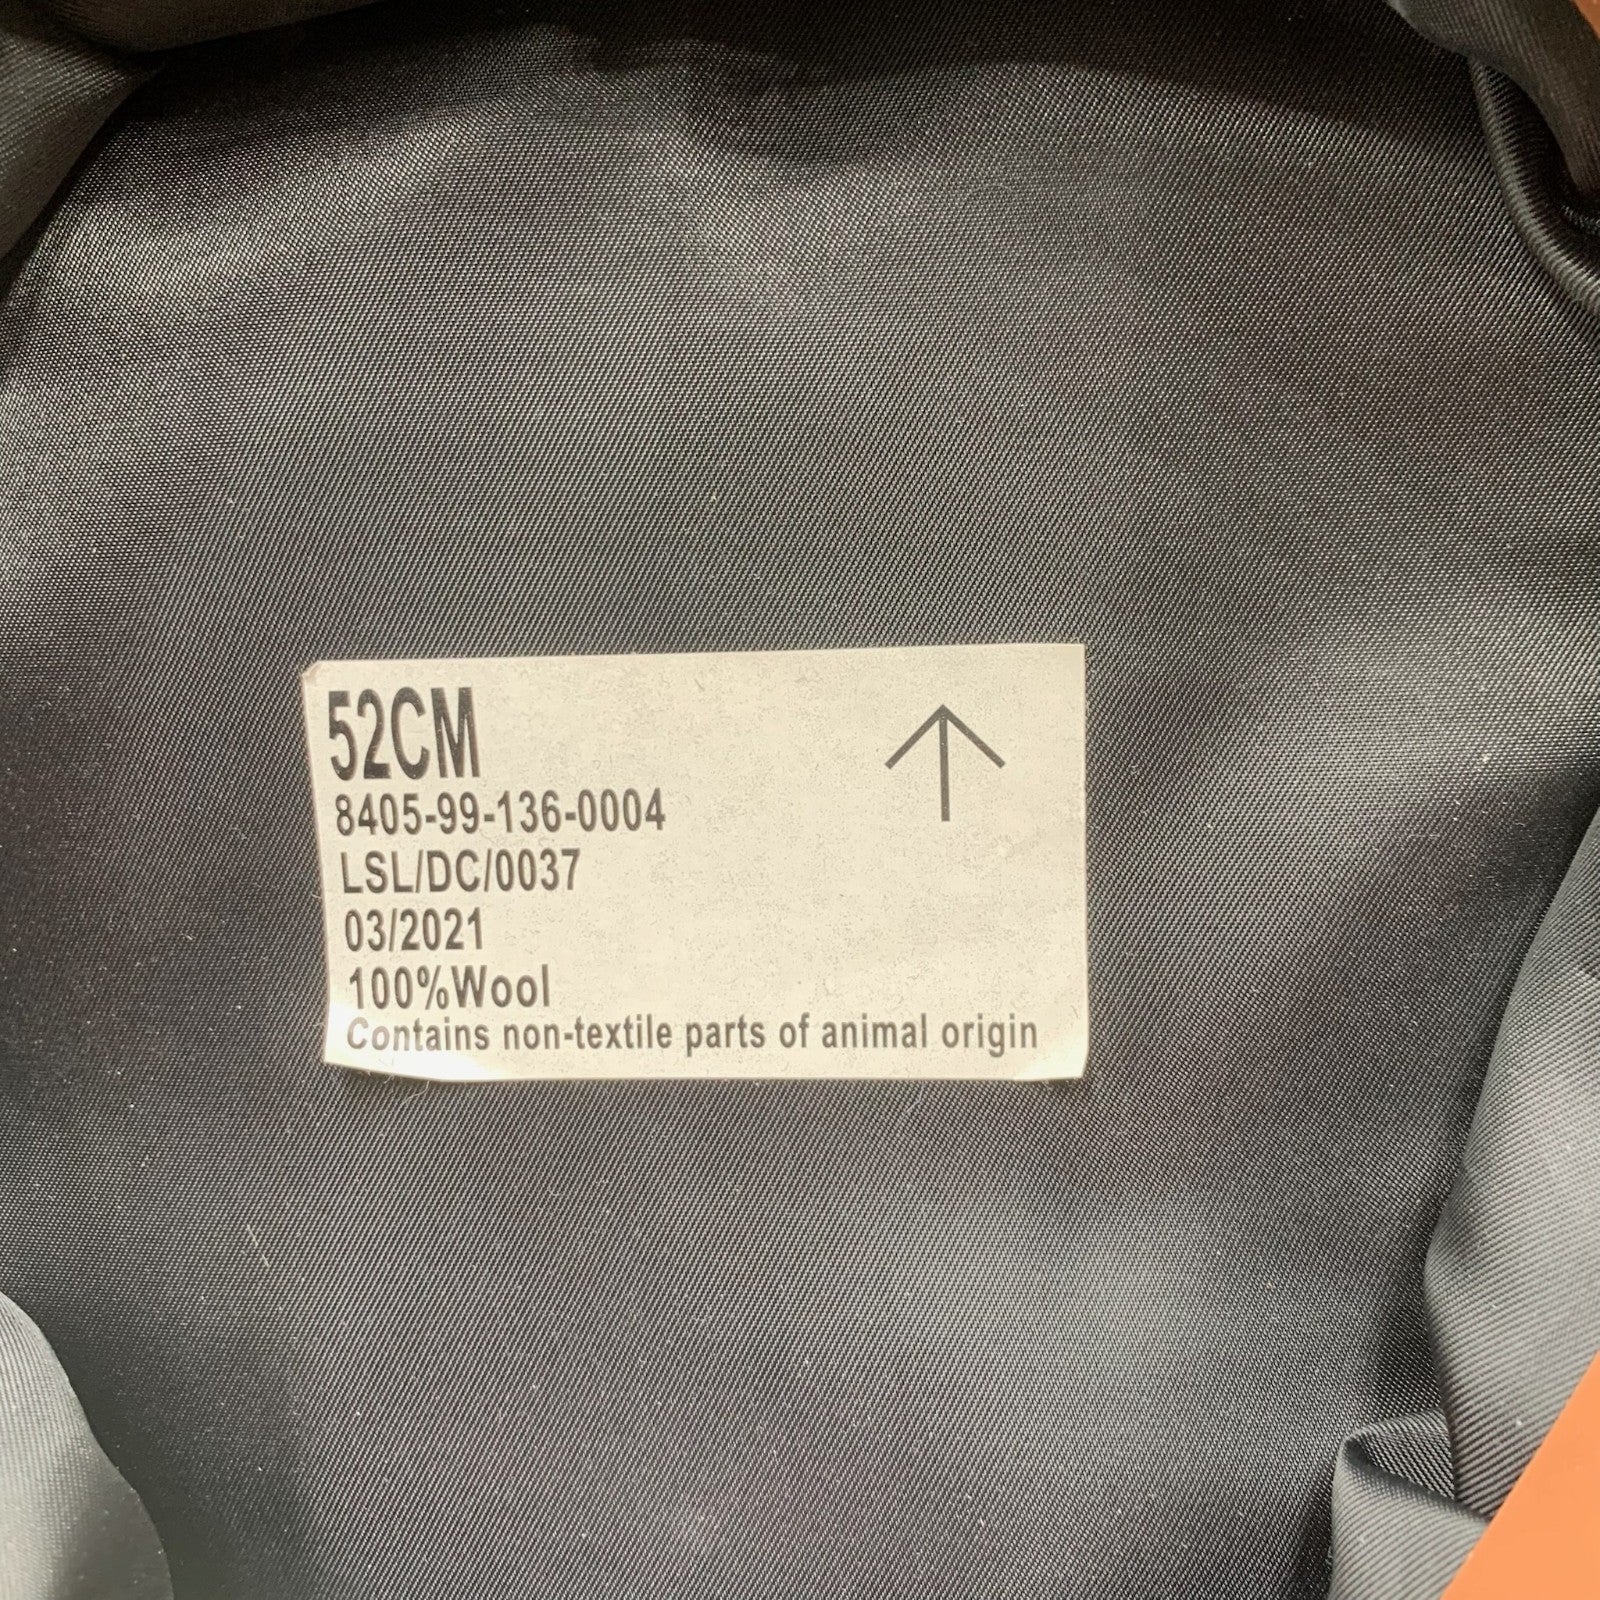 52CM
8405-99-136-0004
LSL/DC/0037
03/2021
100%Wool
Contains non-textile parts of animal origin